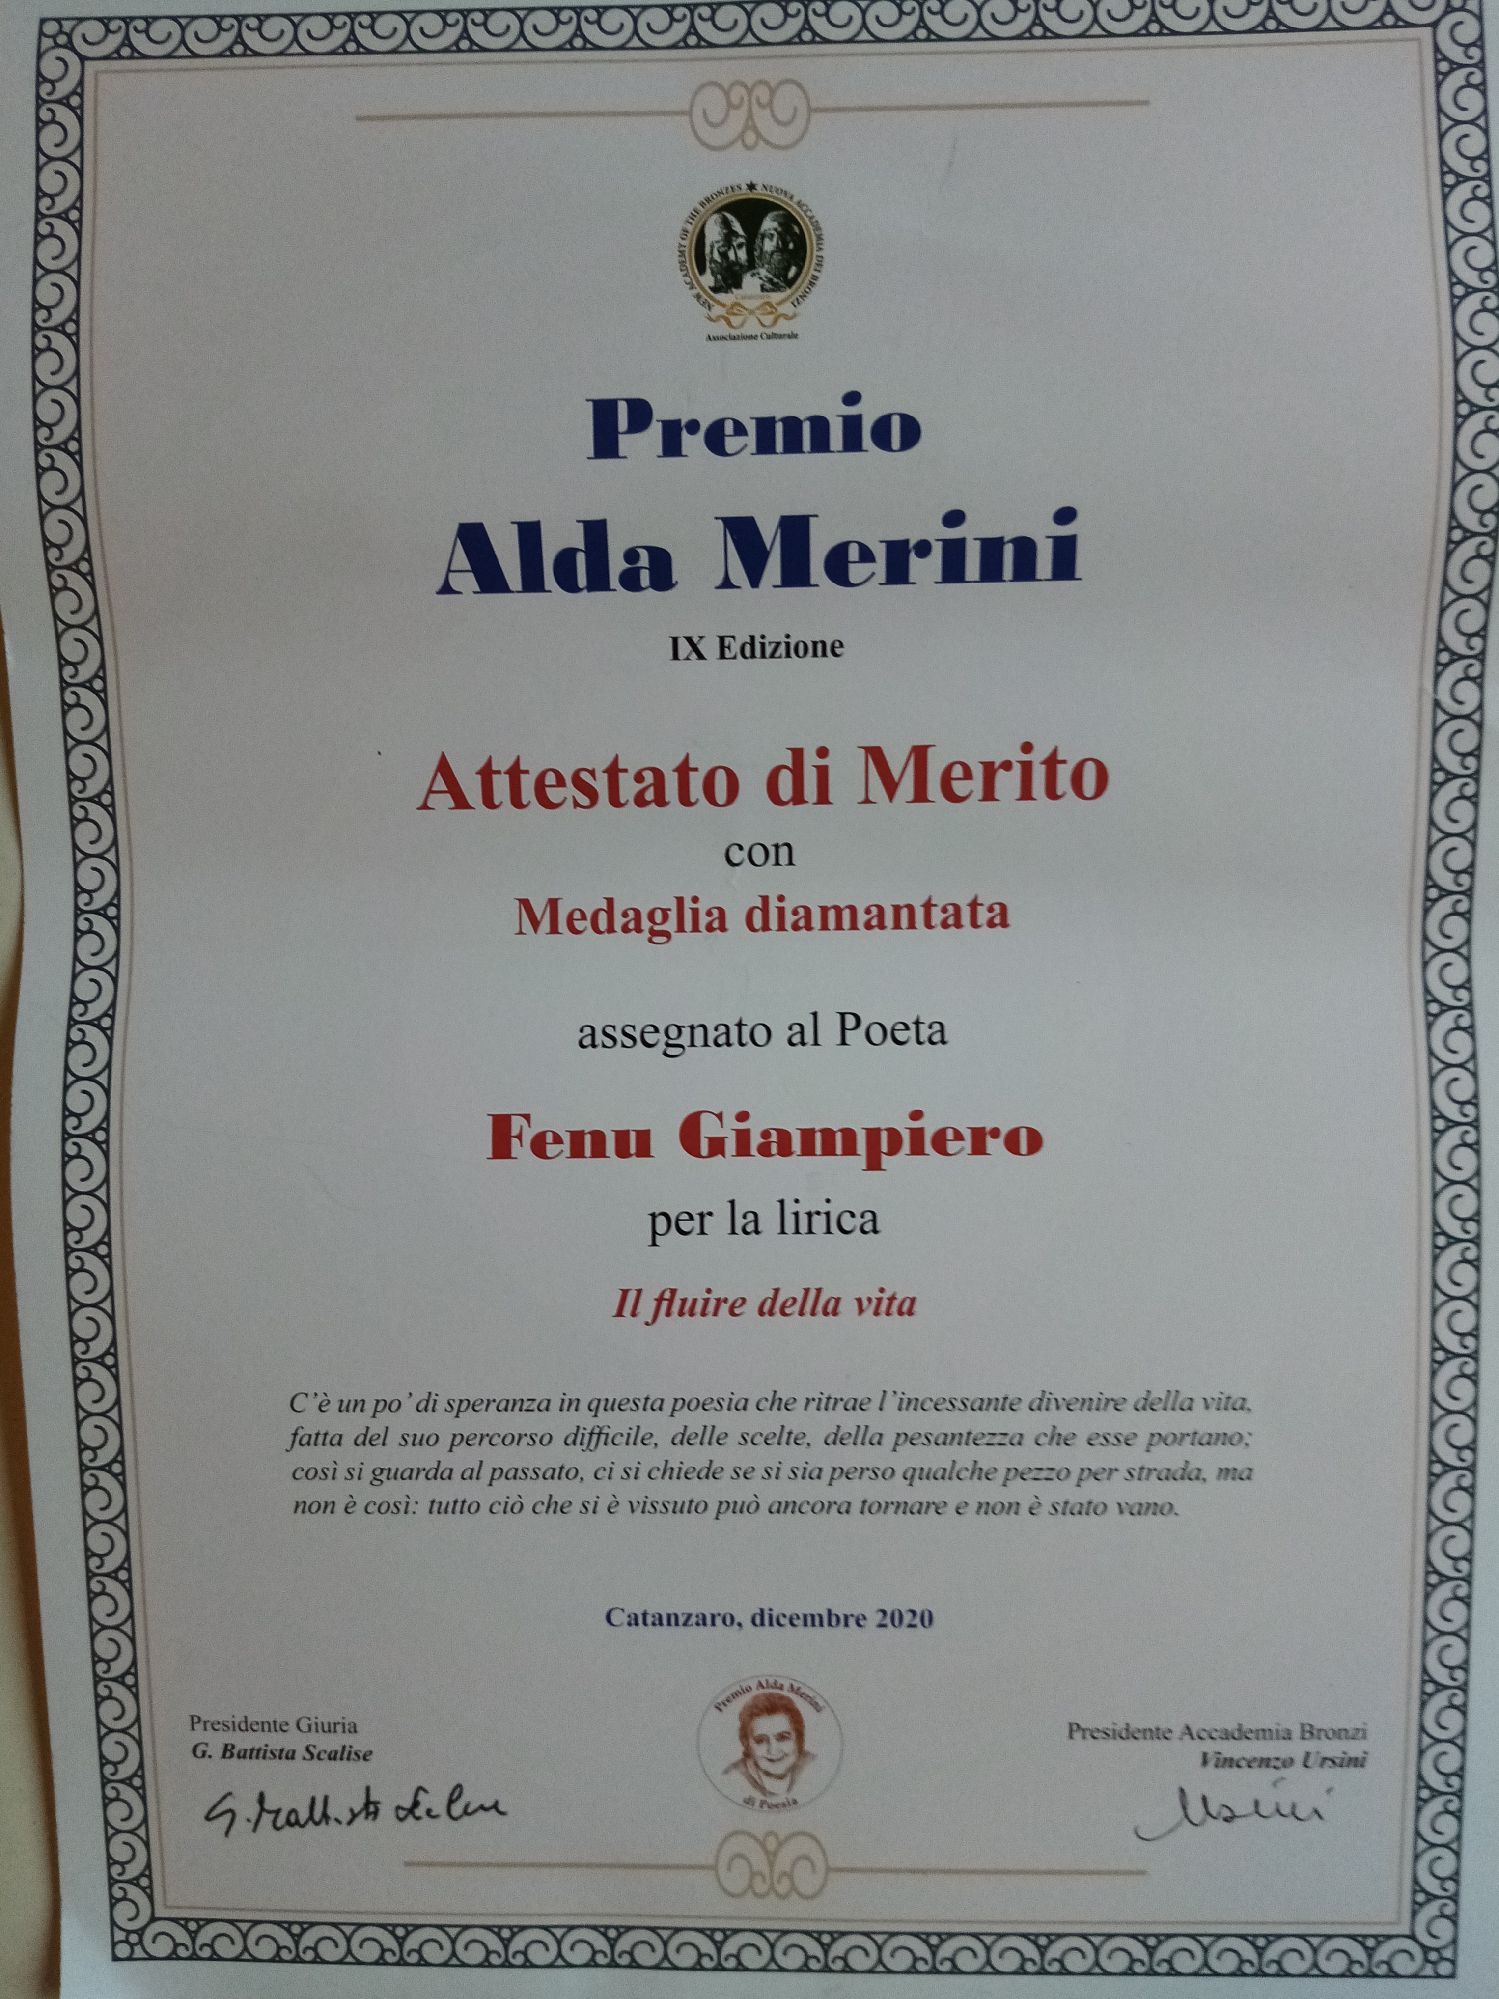 NEW ACADEMY OF THE BRONZES ★ NUOVA ACCADEMIA DEI BRONZI
Associazione Culturale
Premio
Alda Merini
IX Edizione
Attestato di Merito
con
Medaglia diamantata
assegnato al Poeta
Fenu Giampiero
per la lirica
Il fluire della vita
C'è un po' di speranza in questa poesia che ritrae l'incessante divenire della vita,
fatta del suo percorso difficile, delle scelte, della pesantezza che esse portano;
così si guarda al passato, ci si chiede se si sia perso qualche pezzo per strada, ma
non è così: tutto ciò che si è vissuto può ancora tornare e non è stato vano.
Catanzaro, dicembre 2020
Premio Alda Merini
di Poesia
Presidente Giuria
G. Battista Scalise
Presidente Accademia Bronzi
Vincenzo Ursini
Ursini